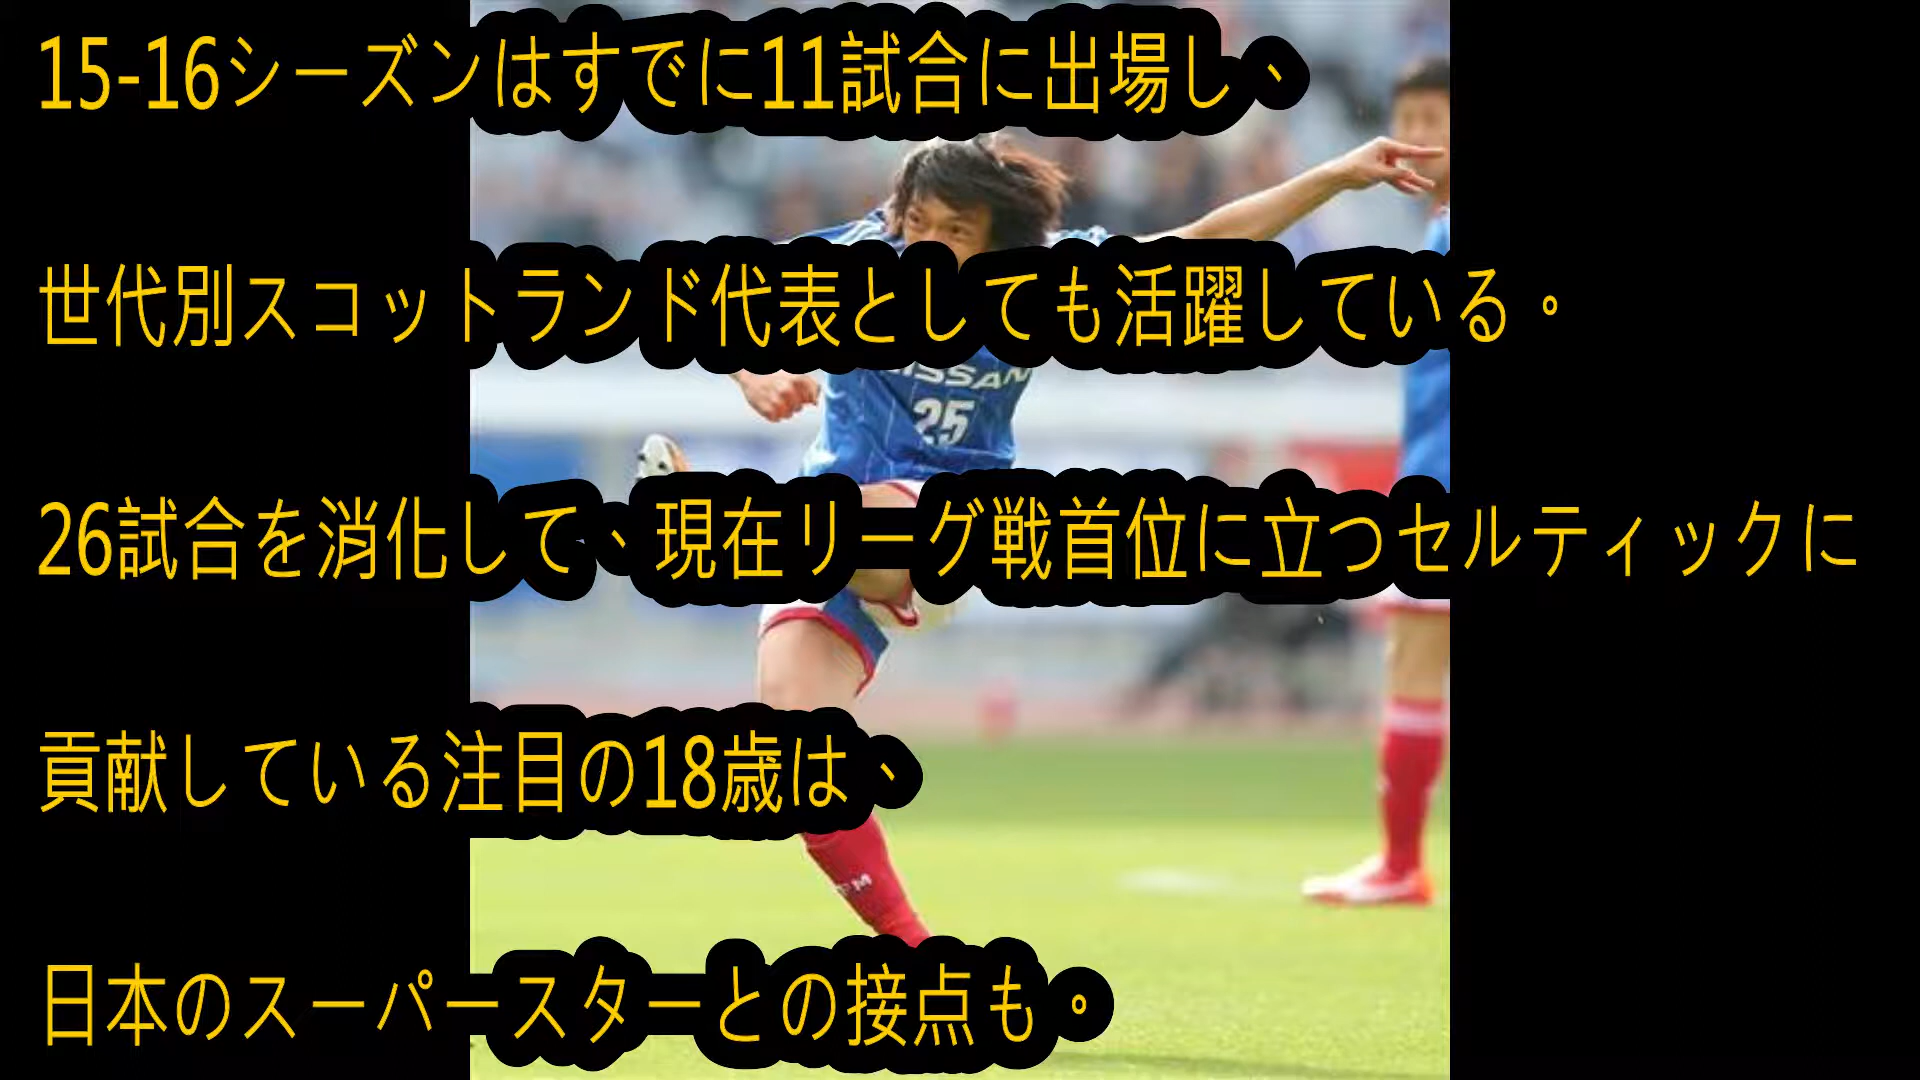 15-16シーズンはすでに11試合に出場し、
世代別スコットランド代表としても活躍している。
NISSAN
25
26試合を消化して、現在リーグ戦首位に立つセルティックに
貢献している注目の18歳は、
日本のスーパースターとの接点も。